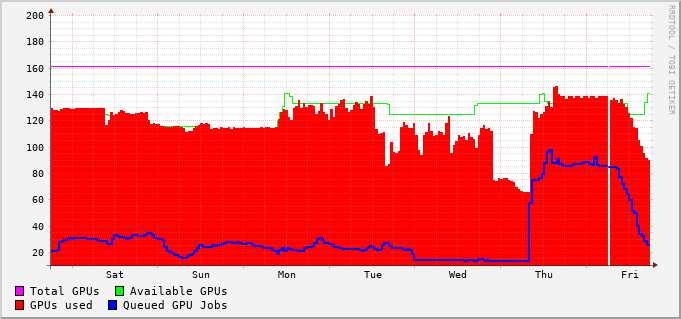 200
180
160
140
120
100
80
60
40
20
Sat Sun Mon Tue Wed Thu Fri
RRDTOOL / TOBI OETIKER
Total GPUs Available GPUs
GPUs used Queued GPU Jobs